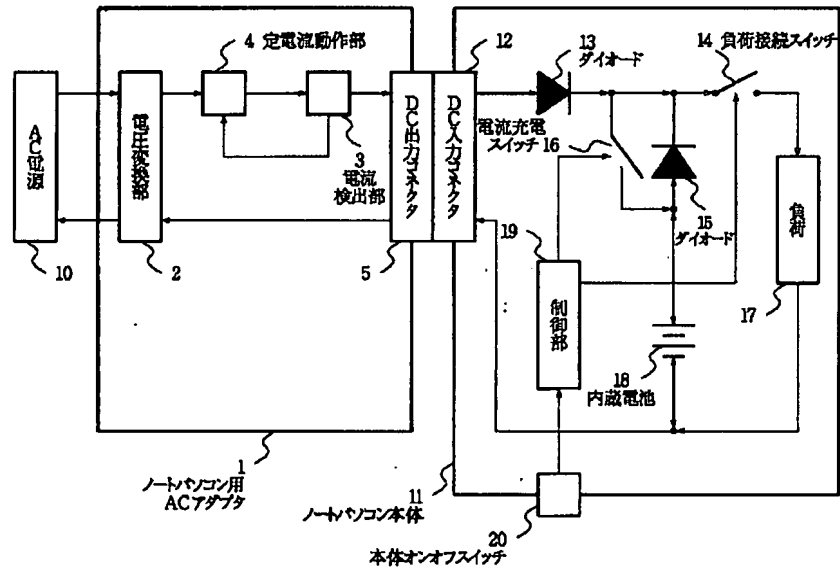 4 定電流動作部
12
13
ダイオード
14 負荷接続スイッチ
AC電源
電圧変換部
3
電流
検出部
DC出力コネクタ
DC入力コネクタ
電流充電
スイッチ 16
15
ダイオード
負荷
10
2
5
19
制御部
17
18
内蔵電池
1
ノートパソコン用
ACアダプタ
11
ノートパソコン本体
20
本体オンオフスイッチ